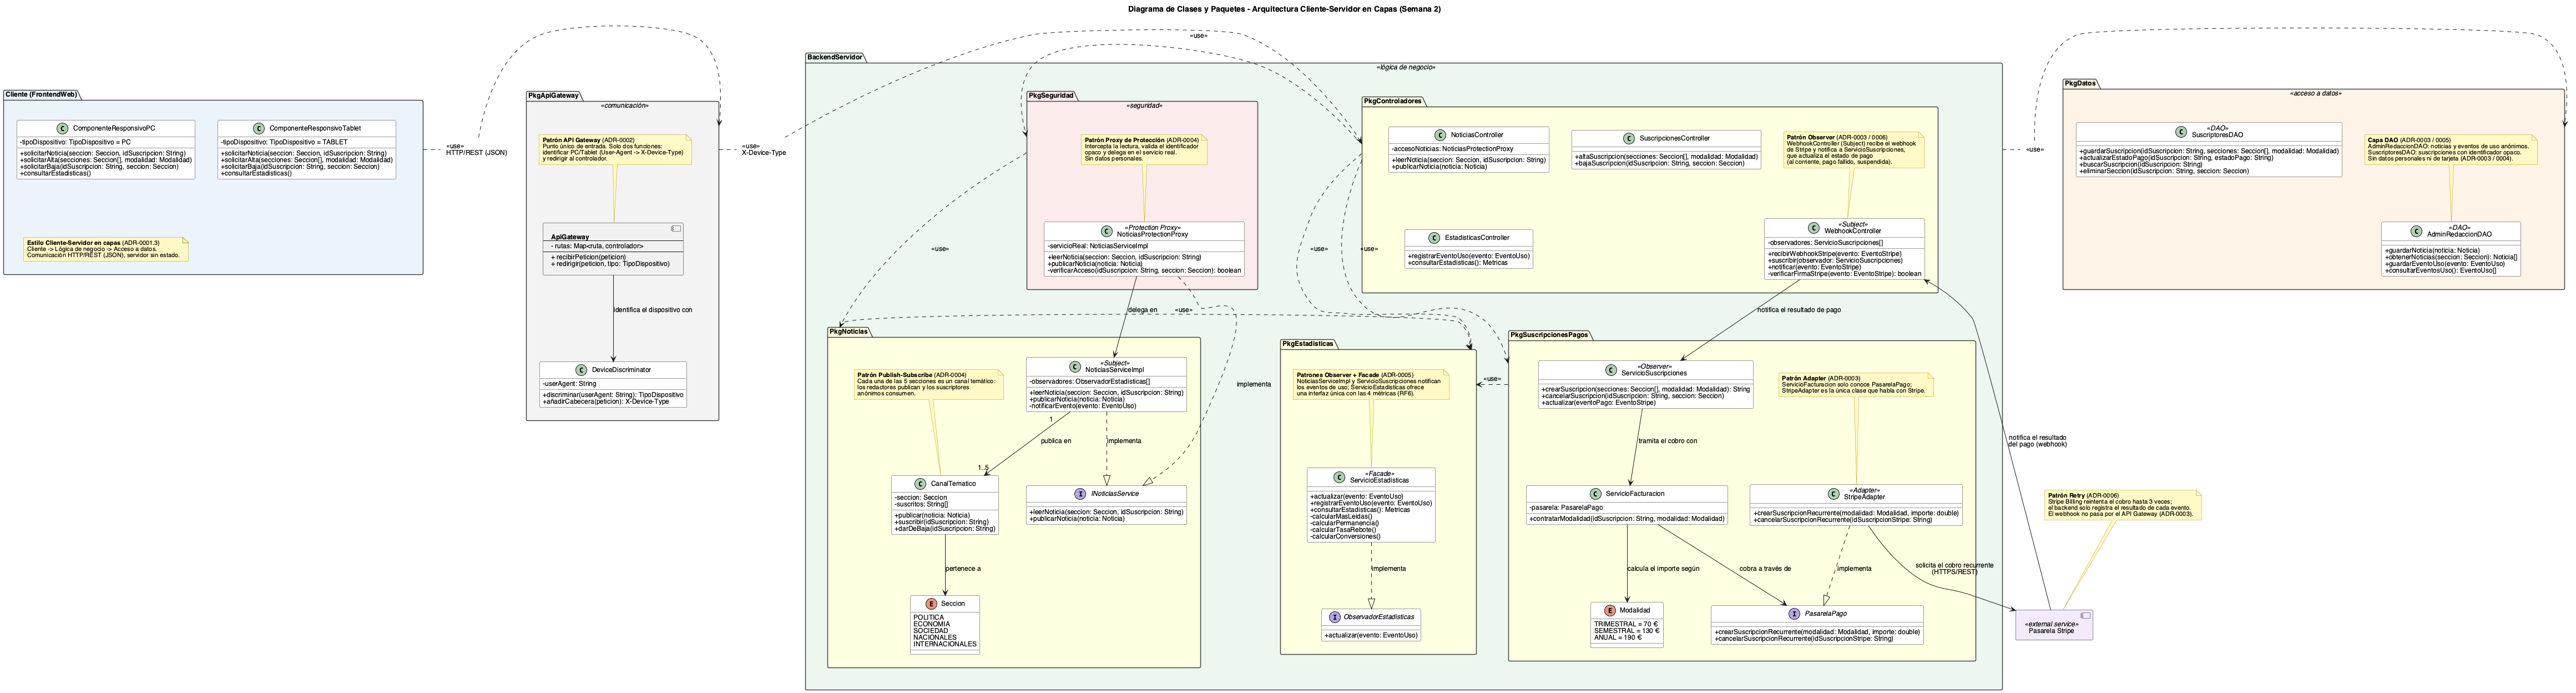 Diagrama de Clases y Paquetes - Arquitectura Cliente-Servidor en Capas (Semana 2)
Cliente (FrontendWeb)
C ComponenteResponsivoPC
-tipoDispositivo: TipoDispositivo = PC
+solicitarNoticia(seccion: Seccion, idSuscripcion: String)
+solicitarAlta(secciones: Seccion[], modalidad: Modalidad)
+solicitarBaja(idSuscripcion: String, seccion: Seccion)
+consultarEstadisticas()
C ComponenteResponsivoTablet
-tipoDispositivo: TipoDispositivo = TABLET
+solicitarNoticia(seccion: Seccion, idSuscripcion: String)
+solicitarAlta(secciones: Seccion[], modalidad: Modalidad)
+solicitarBaja(idSuscripcion: String, seccion: Seccion)
+consultarEstadisticas()
Estilo Cliente-Servidor en capas (ADR-0001.3)
Cliente -> Lógica de negocio -> Acceso a datos.
Comunicación HTTP/REST (JSON), servidor sin estado.
«use»
HTTP/REST (JSON)
PkgApiGateway
«comunicación»
Patrón API Gateway (ADR-0002)
Punto único de entrada. Solo dos funciones:
identificar PC/Tablet (User-Agent -> X-Device-Type)
y redirigir al controlador.
ApiGateway
- rutas: Map<ruta, controlador>
+ recibirPeticion(peticion)
+ redirigir(peticion, tipo: TipoDispositivo)
identifica el dispositivo con
C DeviceDiscriminator
-userAgent: String
+discriminar(userAgent: String): TipoDispositivo
+añadirCabecera(peticion): X-Device-Type
«use»
X-Device-Type
BackendServidor
«lógica de negocio»
«use»
PkgSeguridad
«seguridad»
Patrón Proxy de Protección (ADR-0004)
Intercepta la lectura, valida el identificador
opaco y delega en el servicio real.
Sin datos personales.
C «Protection Proxy»
NoticiasProtectionProxy
-servicioReal: NoticiasServiceImpl
+leerNoticia(seccion: Seccion, idSuscripcion: String)
+publicarNoticia(noticia: Noticia)
-verificarAcceso(idSuscripcion: String, seccion: Seccion): boolean
PkgControladores
C NoticiasController
-accesoNoticias: NoticiasProtectionProxy
+leerNoticia(seccion: Seccion, idSuscripcion: String)
+publicarNoticia(noticia: Noticia)
C SuscripcionesController
+altaSuscripcion(secciones: Seccion[], modalidad: Modalidad)
+bajaSuscripcion(idSuscripcion: String, seccion: Seccion)
Patrón Observer (ADR-0003 / 0006)
WebhookController (Subject) recibe el webhook
de Stripe y notifica a ServicioSuscripciones,
que actualiza el estado de pago
(al corriente, pago fallido, suspendida).
C EstadisticasController
+registrarEventoUso(evento: EventoUso)
+consultarEstadisticas(): Metricas
C «Subject»
WebhookController
-observadores: ServicioSuscripciones[]
+recibirWebhookStripe(evento: EventoStripe)
+suscribir(observador: ServicioSuscripciones)
+notificar(evento: EventoStripe)
-verificarFirmaStripe(evento: EventoStripe): boolean
«use»
«use»
«use»
delega en
«use»
notifica el resultado de pago
PkgNoticias
Patrón Publish-Subscribe (ADR-0004)
Cada una de las 5 secciones es un canal temático:
los redactores publican y los suscriptores
anónimos consumen.
C «Subject»
NoticiasServiceImpl
-observadores: ObservadorEstadisticas[]
+leerNoticia(seccion: Seccion, idSuscripcion: String)
+publicarNoticia(noticia: Noticia)
-notificarEvento(evento: EventoUso)
implementa
1
publica en
1..5
implementa
C CanalTematico
-seccion: Seccion
-suscritos: String[]
+publicar(noticia: Noticia)
+suscribir(idSuscripcion: String)
+darDeBaja(idSuscripcion: String)
I INoticiasService
+leerNoticia(seccion: Seccion, idSuscripcion: String)
+publicarNoticia(noticia: Noticia)
pertenece a
E Seccion
POLITICA
ECONOMIA
SOCIEDAD
NACIONALES
INTERNACIONALES
PkgEstadisticas
Patrones Observer + Facade (ADR-0005)
NoticiasServiceImpl y ServicioSuscripciones notifican
los eventos de uso; ServicioEstadisticas ofrece
una interfaz única con las 4 métricas (RF6).
C «Facade»
ServicioEstadisticas
+actualizar(evento: EventoUso)
+registrarEventoUso(evento: EventoUso)
+consultarEstadisticas(): Metricas
-calcularMasLeidas()
-calcularPermanencia()
-calcularTasaRebote()
-calcularConversiones()
implementa
I ObservadorEstadisticas
+actualizar(evento: EventoUso)
«use»
PkgSuscripcionesPagos
C «Observer»
ServicioSuscripciones
+crearSuscripcion(secciones: Seccion[], modalidad: Modalidad): String
+cancelarSuscripcion(idSuscripcion: String, seccion: Seccion)
+actualizar(eventoPago: EventoStripe)
Patrón Adapter (ADR-0003)
ServicioFacturacion solo conoce PasarelaPago;
StripeAdapter es la única clase que habla con Stripe.
tramita el cobro con
C ServicioFacturacion
-pasarela: PasarelaPago
+contratarModalidad(idSuscripcion: String, modalidad: Modalidad)
C «Adapter»
StripeAdapter
+crearSuscripcionRecurrente(modalidad: Modalidad, importe: double)
+cancelarSuscripcionRecurrente(idSuscripcionStripe: String)
calcula el importe según
cobra a través de
implementa
solicita el cobro recurrente
(HTTPS/REST)
E Modalidad
TRIMESTRAL = 70 €
SEMESTRAL = 130 €
ANUAL = 190 €
I PasarelaPago
+crearSuscripcionRecurrente(modalidad: Modalidad, importe: double)
+cancelarSuscripcionRecurrente(idSuscripcionStripe: String)
notifica el resultado
del pago (webhook)
Patrón Retry (ADR-0006)
Stripe Billing reintenta el cobro hasta 3 veces;
el backend solo registra el resultado de cada evento.
El webhook no pasa por el API Gateway (ADR-0003).
«external service»
Pasarela Stripe
«use»
PkgDatos
«acceso a datos»
C «DAO»
SuscriptoresDAO
+guardarSuscripcion(idSuscripcion: String, secciones: Seccion[], modalidad: Modalidad)
+actualizarEstadoPago(idSuscripcion: String, estadoPago: String)
+buscarSuscripcion(idSuscripcion: String)
+eliminarSeccion(idSuscripcion: String, seccion: Seccion)
Capa DAO (ADR-0003 / 0005)
AdminRedaccionDAO: noticias y eventos de uso anónimos.
SuscriptoresDAO: suscripciones con identificador opaco.
Sin datos personales ni de tarjeta (ADR-0003 / 0004).
C «DAO»
AdminRedaccionDAO
+guardarNoticia(noticia: Noticia)
+obtenerNoticias(seccion: Seccion): Noticia[]
+guardarEventoUso(evento: EventoUso)
+consultarEventosUso(): EventoUso[]